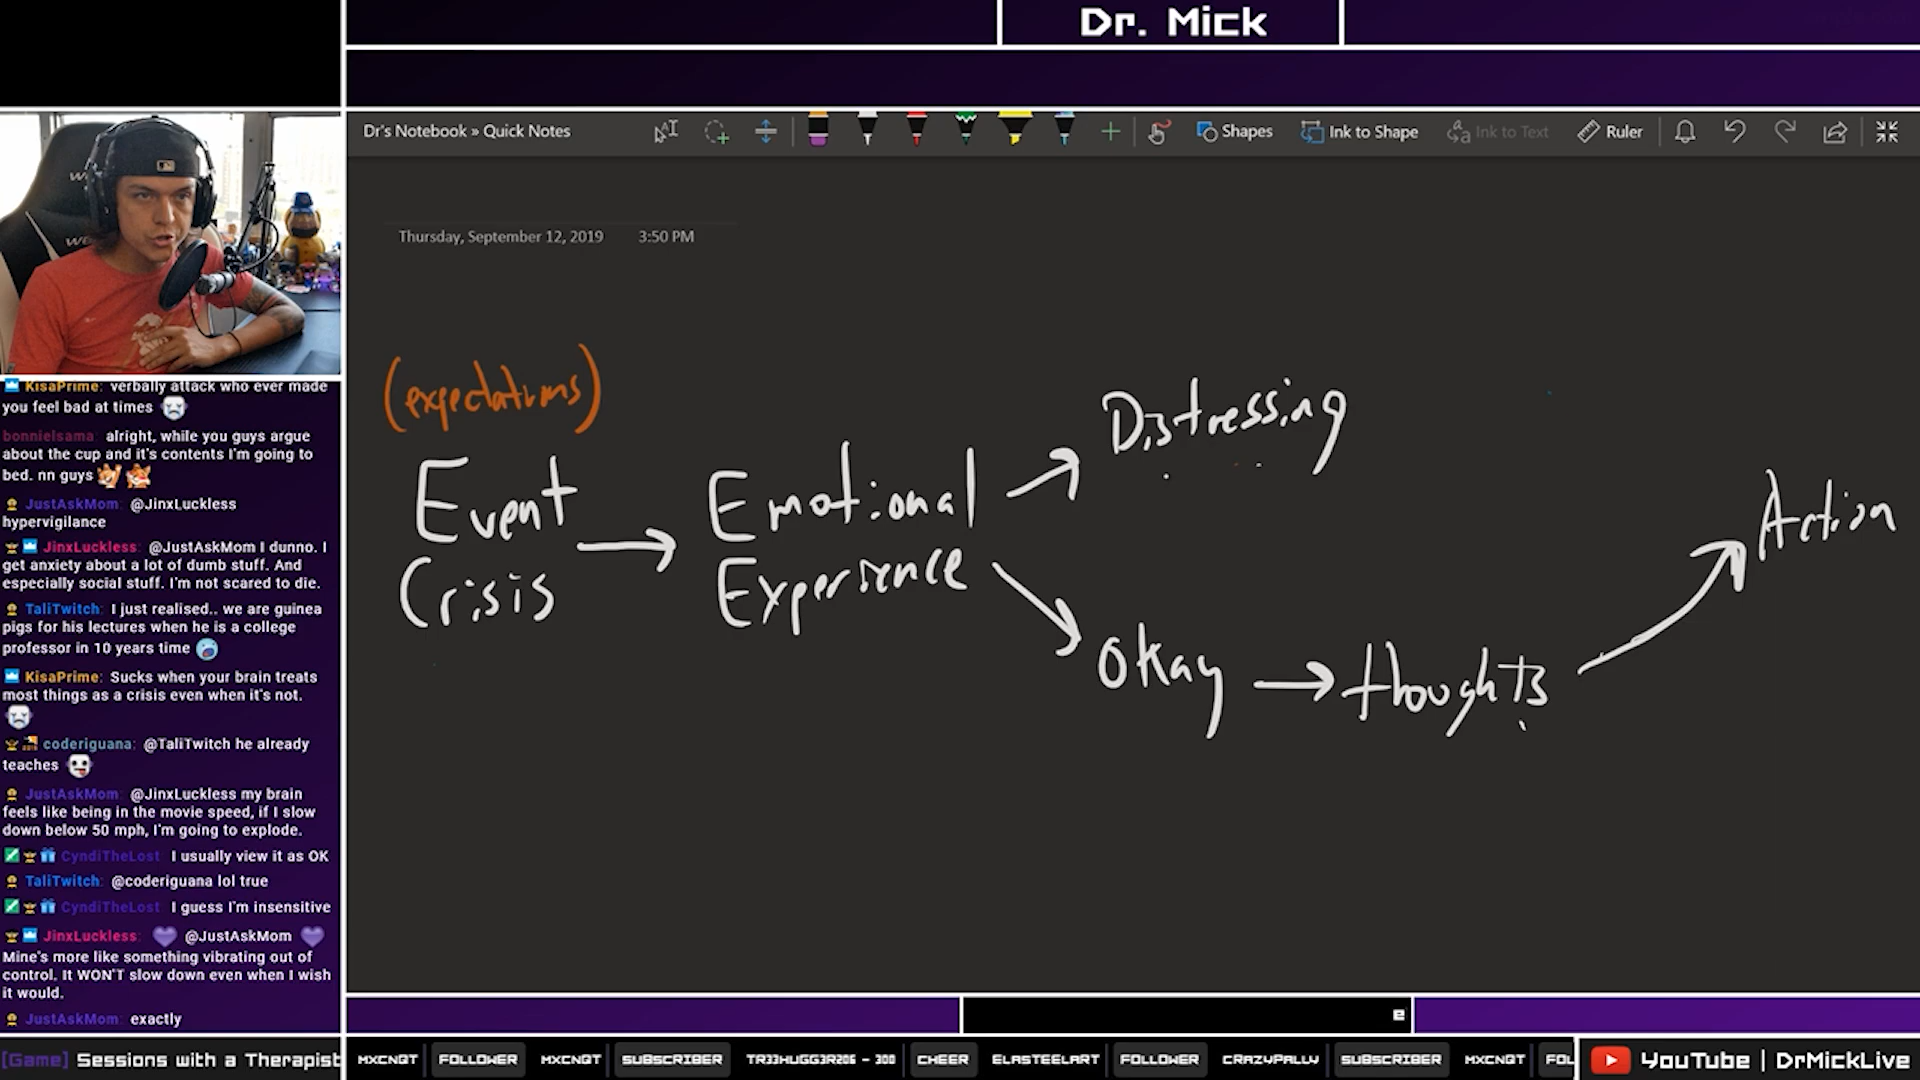 Dr. Mick
Dr's Notebook » Quick Notes
Shapes
Ink to Shape
Ink to Text
Ruler
Thursday, September 12, 2019 3:50 PM
(expectations)
Event
Crisis
Emotional
Experience
Distressing
Okay
thoughts
Action
KisaPrime: verbally attack who ever made
you feel bad at times
bonnielsama: alright, while you guys argue
about the cup and it's contents I'm going to
bed. nn guys
JustAskMom: @JinxLuckless
hypervigilance
JinxLuckless: @JustAskMom I dunno. I
get anxiety about a lot of dumb stuff. And
especially social stuff. I'm not scared to die.
TaliTwitch: I just realised.. we are guinea
pigs for his lectures when he is a college
professor in 10 years time
KisaPrime: Sucks when your brain treats
most things as a crisis even when it's not.
coderiguana: @TaliTwitch he already
teaches
JustAskMom: @JinxLuckless my brain
feels like being in the movie speed, if I slow
down below 50 mph, I'm going to explode.
CyndiTheLost: I usually view it as OK
TaliTwitch: @coderiguana lol true
CyndiTheLost: I guess I'm insensitive
JinxLuckless: @JustAskMom
Mine's more like something vibrating out of
control. It WON'T slow down even when I wish
it would.
JustAskMom: exactly
e
[Game] Sessions with a Therapist
MXCNQT FOLLOWER MXCNQT SUBSCRIBER TR33HUGG3R206 - 300 CHEER ELASTEELART FOLLOWER CRAZYPALLY SUBSCRIBER MXCNQT FOL
YouTube | DrMickLive